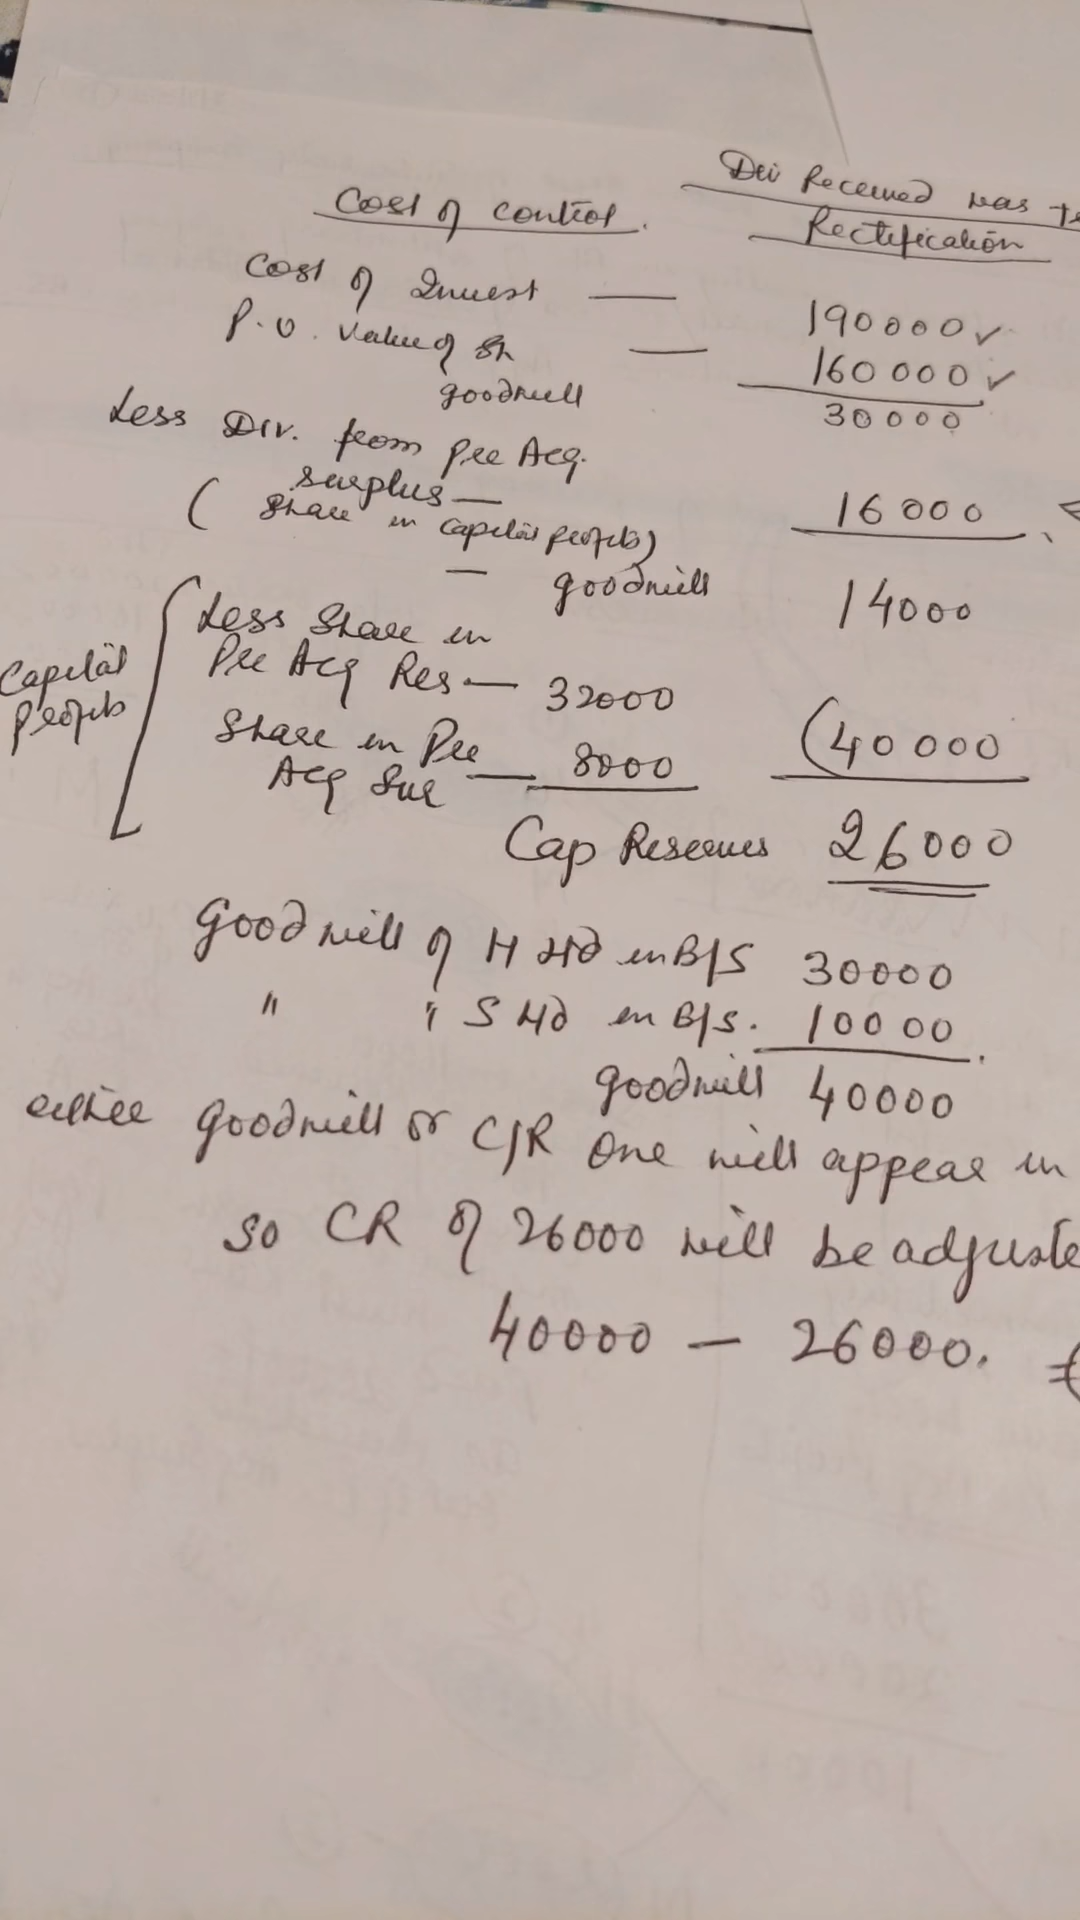 Div Received was
Cost of Control.
Rectification
Cost of Invest — 190000 ✓
P.U. Value of Sh — 160000 ✓
goodwill 30000
Less Div. from Pre Acq.
Surplus — 16000
(Share in capital profits)
— goodwill 14000
Less Share in
Pre Acq Res — 32000
Capital Profits
Share in Pre (40000
Acq Sur — 8000
Cap Reserves 26000
Goodwill of H Ltd in B/S 30000
" " S Ltd in B/S. 10000
goodwill 40000
either goodwill or C/R one will appear in
so CR of 26000 will be
40000 — 26000.